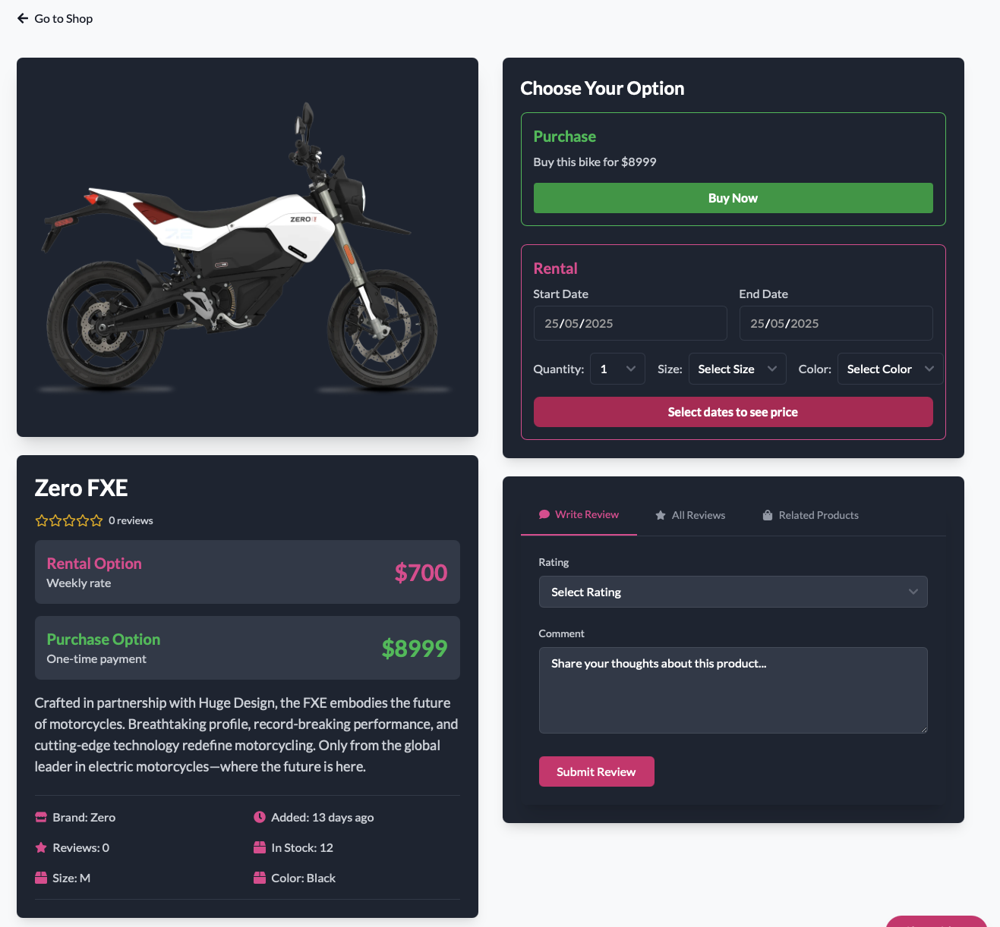 Go to Shop
ZERO
7.2
Zero FXE
0 reviews
Rental Option
Weekly rate
$700
Purchase Option
One-time payment
$8999
Crafted in partnership with Huge Design, the FXE embodies the future
of motorcycles. Breathtaking profile, record-breaking performance, and
cutting-edge technology redefine motorcycling. Only from the global
leader in electric motorcycles—where the future is here.
Brand: Zero
Added: 13 days ago
Reviews: 0
In Stock: 12
Size: M
Color: Black
Choose Your Option
Purchase
Buy this bike for $8999
Buy Now
Rental
Start Date
End Date
25/05/2025
25/05/2025
Quantity: 1 Size: Select Size Color: Select Color
Select dates to see price
Write Review
All Reviews
Related Products
Rating
Select Rating
Comment
Share your thoughts about this product...
Submit Review